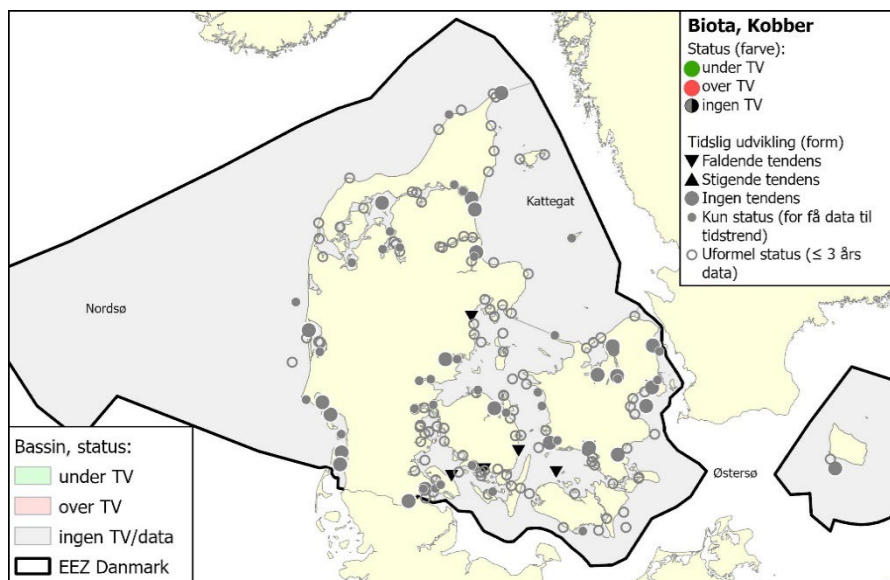 Biota, Kobber
Status (farve):
under TV
over TV
ingen TV
Tidslig udvikling (form)
Faldende tendens
Stigende tendens
Ingen tendens
Kun status (for få data til
tidstrend)
Uformel status (≤ 3 års
data)
Kattegat
Nordsø
Østersø
Bassin, status:
under TV
over TV
ingen TV/data
EEZ Danmark